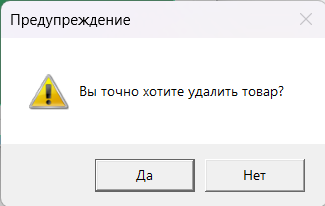 Предупреждение
Вы точно хотите удалить товар?
Да
Нет